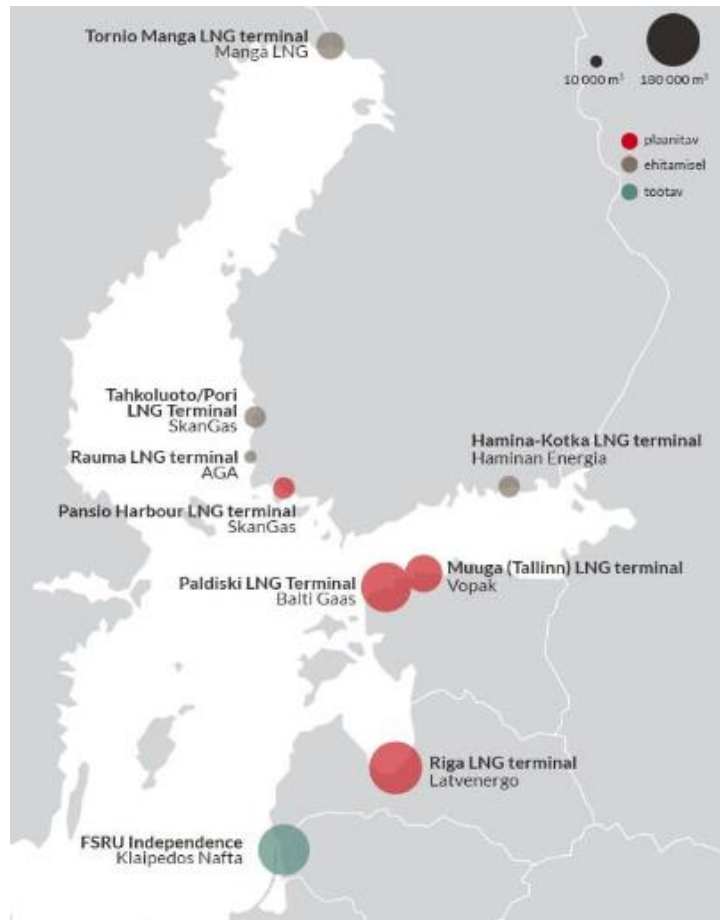 Tornio Manga LNG terminal
Manga LNG
10 000 m³
180 000 m³
plaanitav
ehitamisel
töötav
Tahkoluoto/Pori
LNG Terminal
SkanGas
Rauma LNG terminal
AGA
Pansio Harbour LNG terminal
SkanGas
Hamina-Kotka LNG terminal
Haminan Energia
Paldiski LNG Terminal
Balti Gaas
Muuga (Tallinn) LNG terminal
Vopak
Riga LNG terminal
Latvenergo
FSRU Independence
Klaipedos Nafta